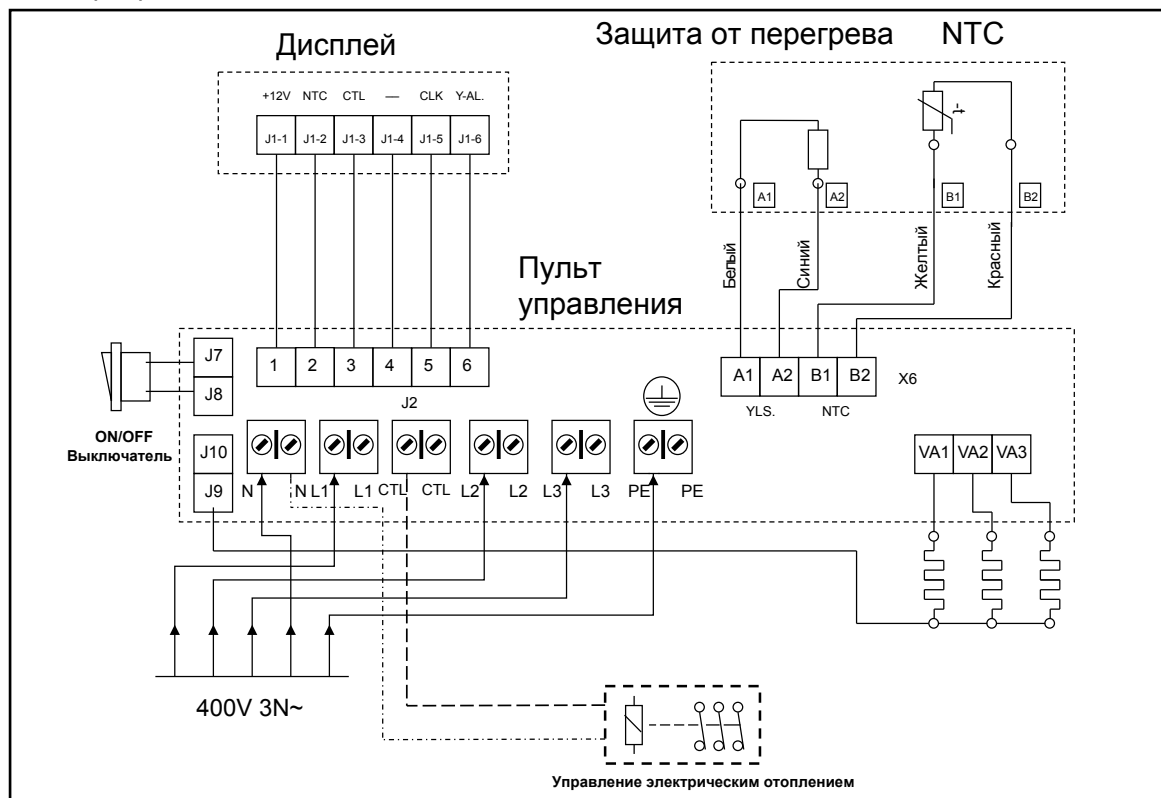 Дисплей
Защита от перегрева NTC
+12V NTC CTL — CLK Y-AL.
J1-1 J1-2 J1-3 J1-4 J1-5 J1-6
-t
A1 A2 B1 B2
Белый
Синий
Желтый
Красный
Пульт
управления
J7
J8
1 2 3 4 5 6
J2
A1 A2 B1 B2 X6
YLS. NTC
ON/OFF
Выключатель
J10
J9
N N L1 L1 CTL CTL L2 L2 L3 L3 PE PE
VA1 VA2 VA3
400V 3N~
Управление электрическим отоплением